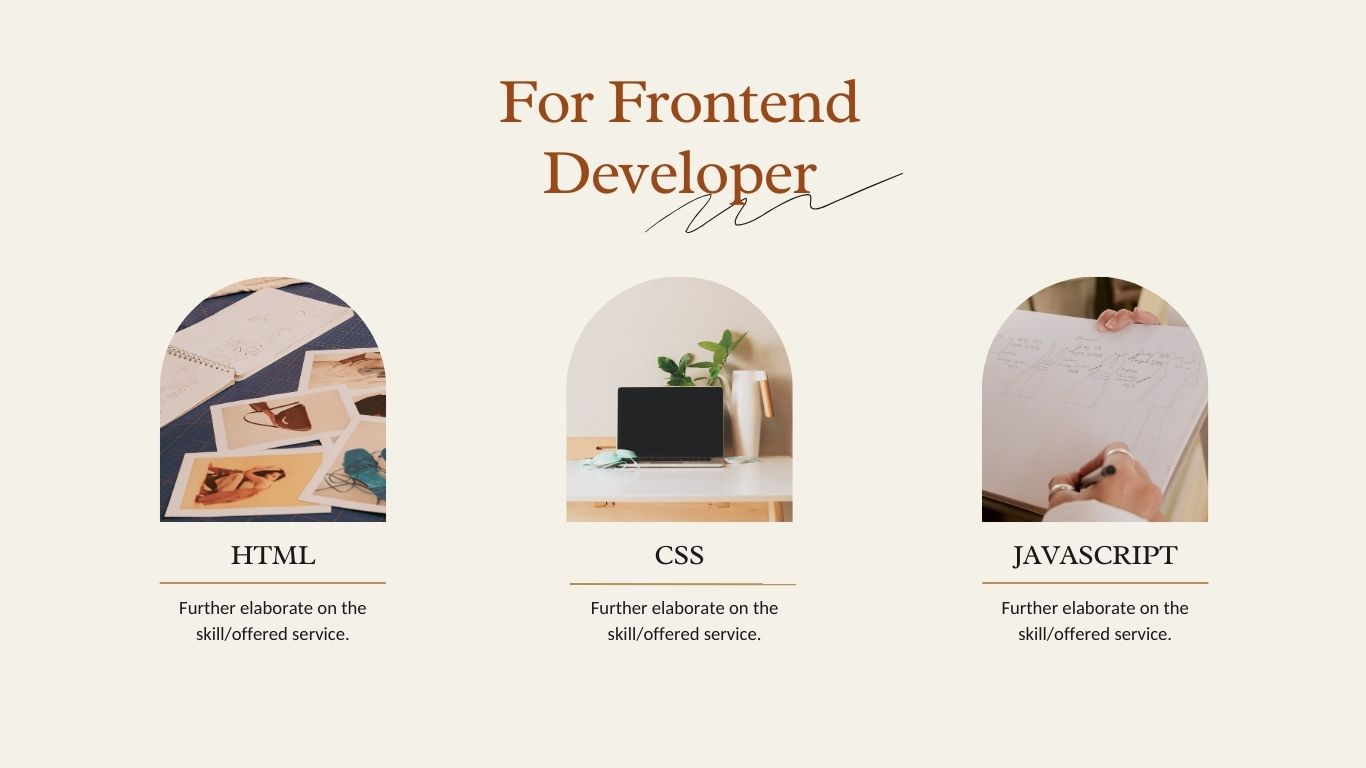 For Frontend
Developer
HTML
Further elaborate on the
skill/offered service.
CSS
Further elaborate on the
skill/offered service.
JAVASCRIPT
Further elaborate on the
skill/offered service.